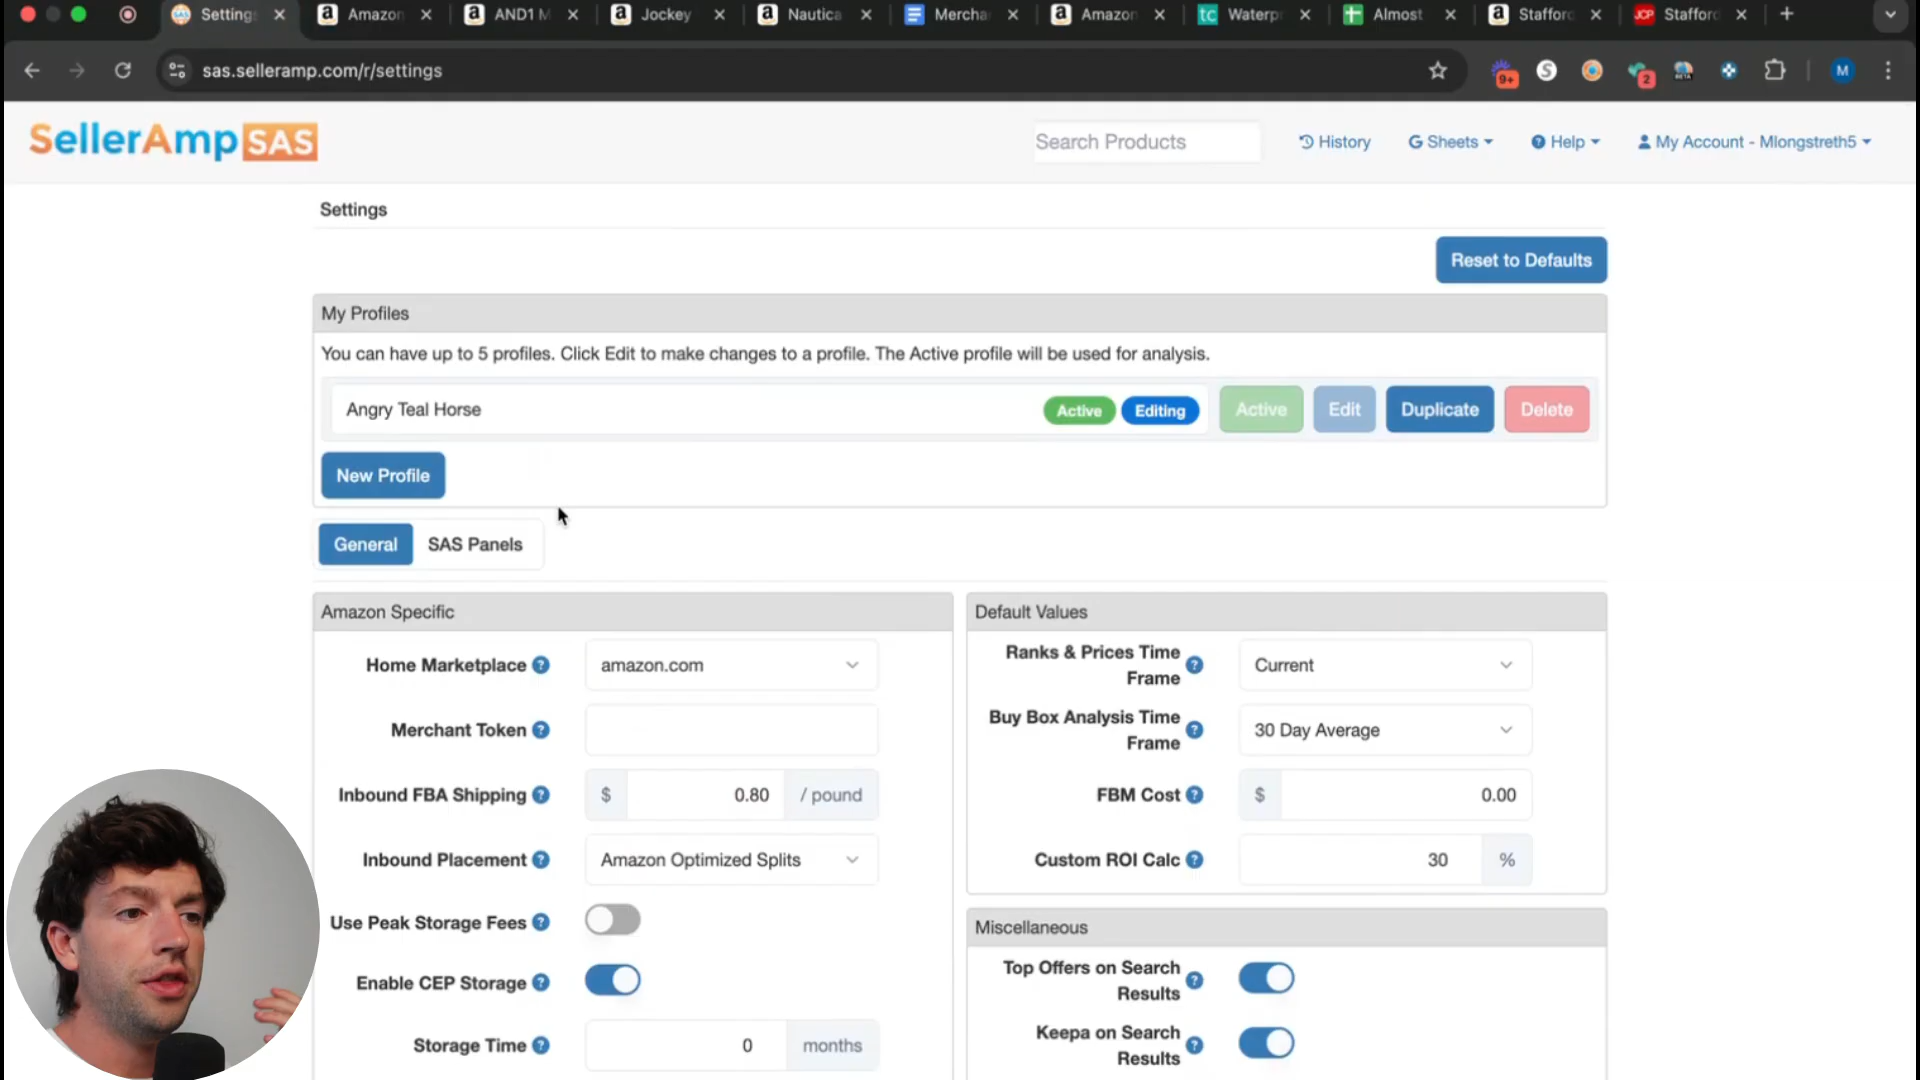 Setting
Amazon
AND1 M
Jockey
Nautica
Mercha
Amazon
tc
Waterp
Almost
Stafford
JCP
Stafford
sas.selleramp.com/r/settings
9+
S
2
BETA
M
SellerAmp SAS
Search Products
History
G Sheets
Help
My Account - Mlongstreth5
Settings
Reset to Defaults
My Profiles
You can have up to 5 profiles. Click Edit to make changes to a profile. The Active profile will be used for analysis.
Angry Teal Horse
Active
Editing
Active
Edit
Duplicate
Delete
New Profile
General
SAS Panels
Amazon Specific
Home Marketplace ?
amazon.com
Merchant Token ?
Inbound FBA Shipping ?
$ 0.80 / pound
Inbound Placement ?
Amazon Optimized Splits
Use Peak Storage Fees ?
Enable CEP Storage ?
Storage Time ?
0 months
Default Values
Ranks & Prices Time
Frame ?
Current
Buy Box Analysis Time
Frame ?
30 Day Average
FBM Cost ?
$ 0.00
Custom ROI Calc ?
30 %
Miscellaneous
Top Offers on Search
Results ?
Keepa on Search
Results ?